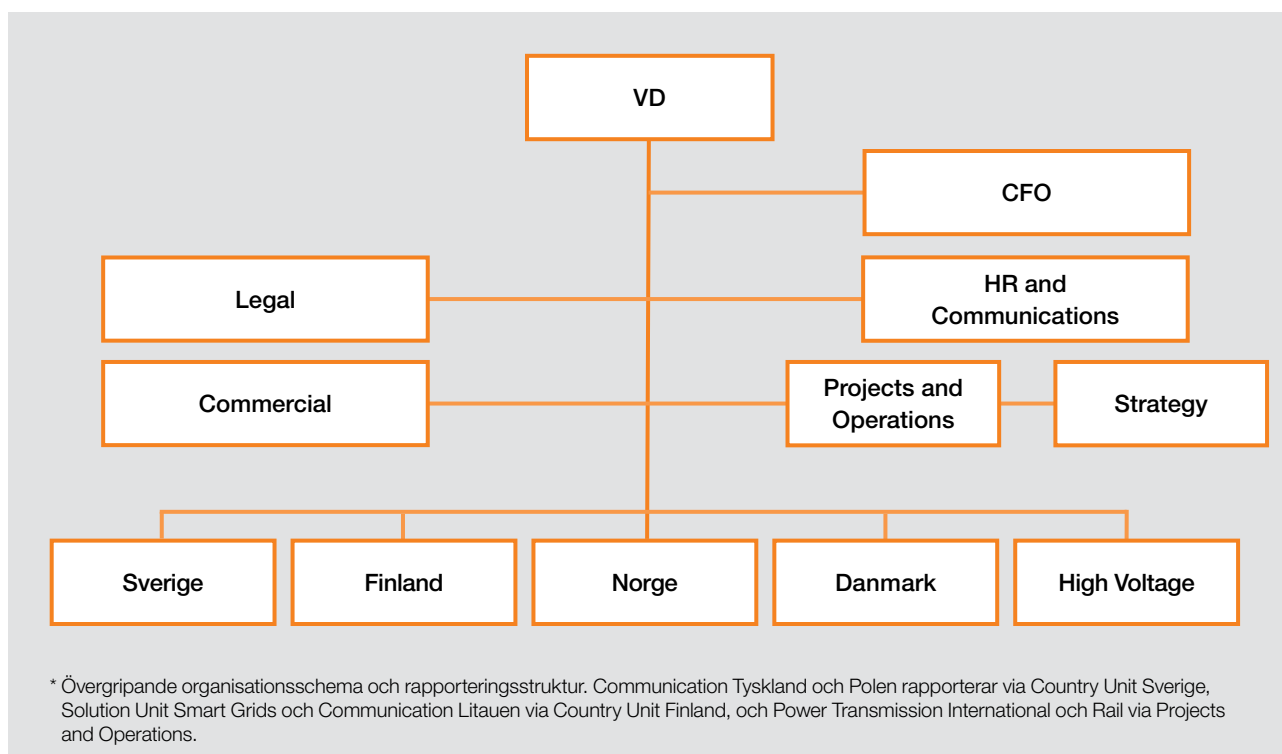 VD
CFO
Legal
HR and
Communications
Commercial
Projects and
Operations
Strategy
Sverige
Finland
Norge
Danmark
High Voltage
* Övergripande organisationsschema och rapporteringsstruktur. Communication Tyskland och Polen rapporterar via Country Unit Sverige,
Solution Unit Smart Grids och Communication Litauen via Country Unit Finland, och Power Transmission International och Rail via Projects
and Operations.